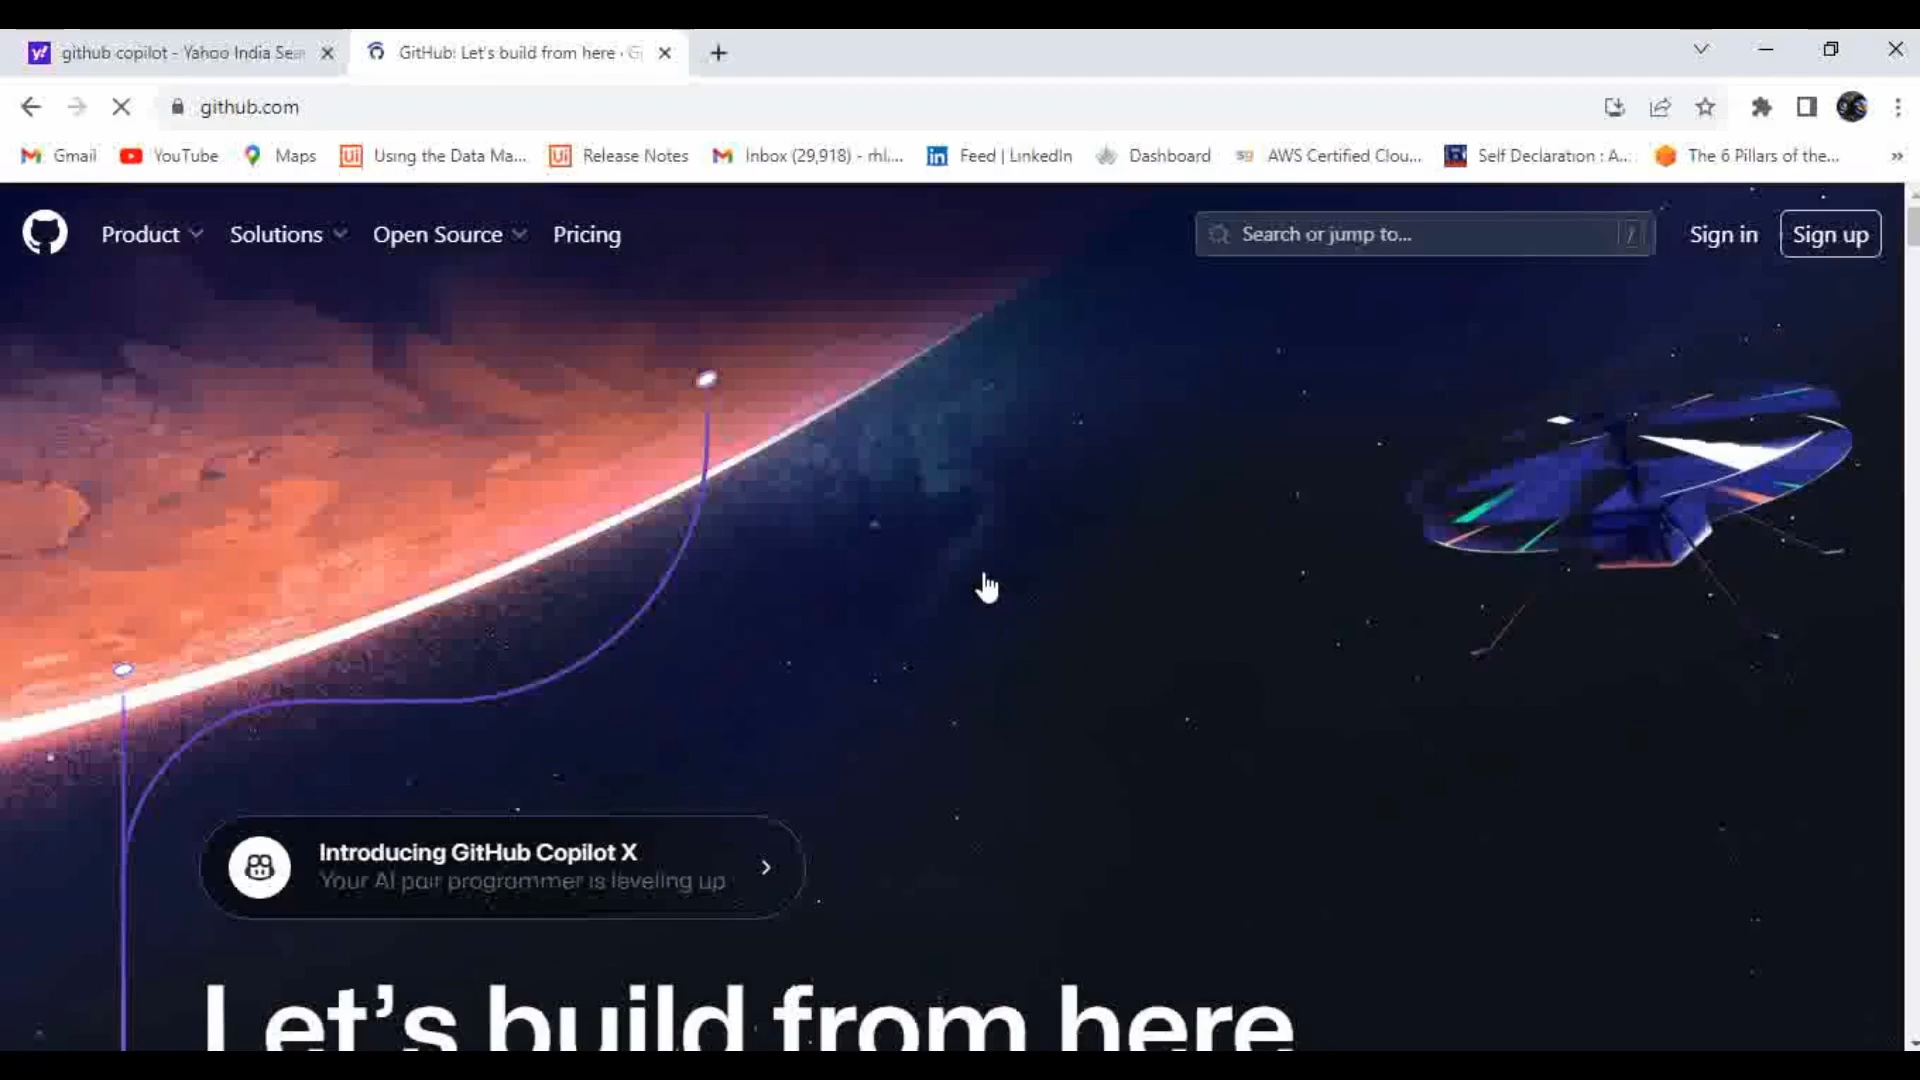 github copilot - Yahoo India Sear
GitHub: Let's build from here · G
github.com
Gmail
YouTube
Maps
Using the Data Ma...
Release Notes
Inbox (29,918) - rhl....
Feed | LinkedIn
Dashboard
AWS Certified Clou...
Self Declaration : A...
The 6 Pillars of the...
Product
Solutions
Open Source
Pricing
Search or jump to...
/
Sign in
Sign up
Introducing GitHub Copilot X
Your AI pair programmer is leveling up
Let's build from here